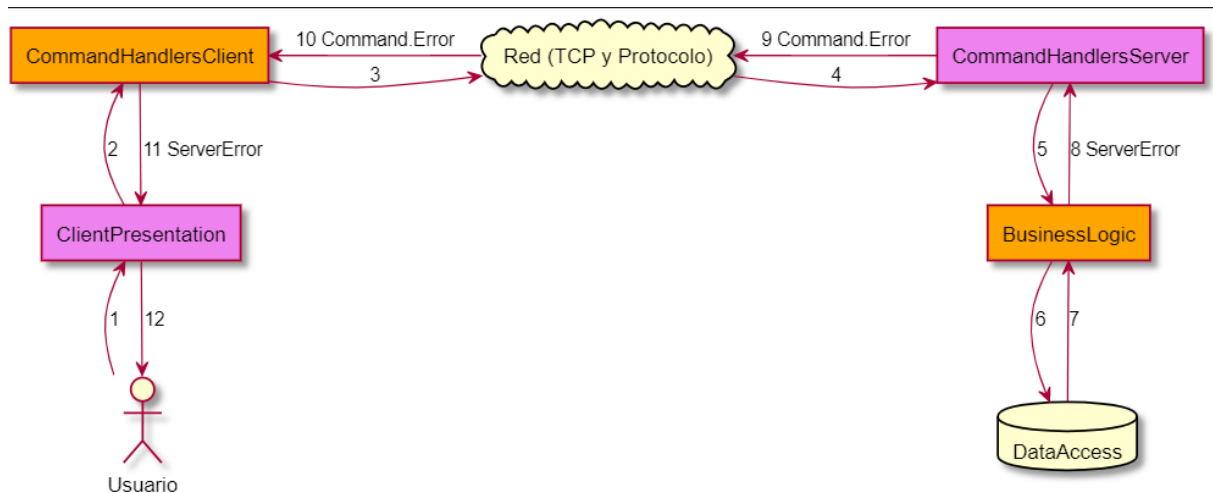 10 Command.Error
9 Command.Error
CommandHandlersClient
Red (TCP y Protocolo)
CommandHandlersServer
3
4
2
11 ServerError
5
8 ServerError
ClientPresentation
BusinessLogic
1
12
6
7
DataAccess
Usuario